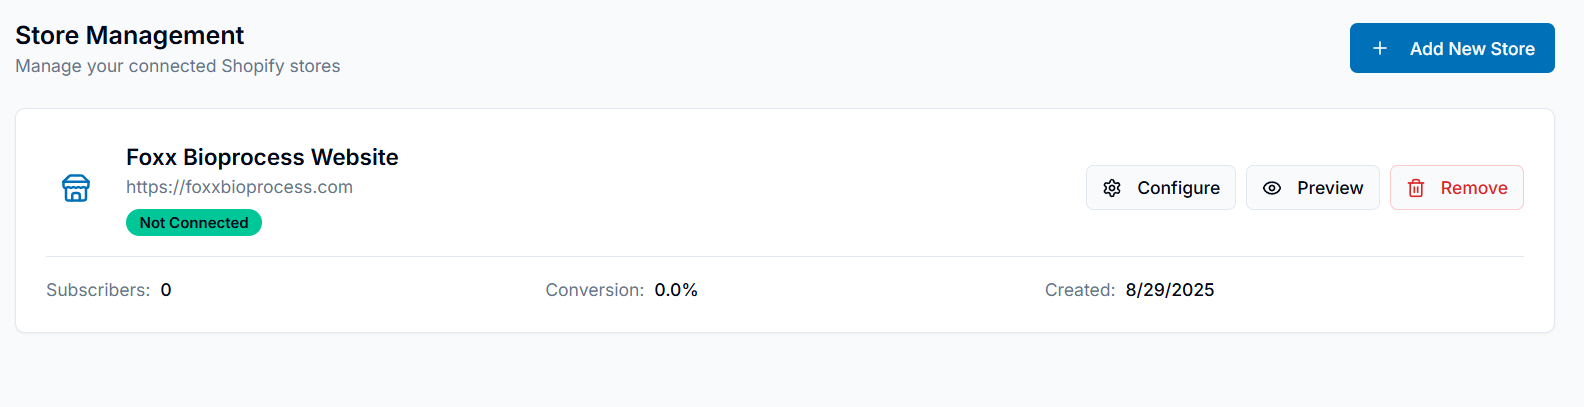 Store Management
Manage your connected Shopify stores
Add New Store
Foxx Bioprocess Website
https://foxxbioprocess.com
Not Connected
Configure
Preview
Remove
Subscribers: 0
Conversion: 0.0%
Created: 8/29/2025